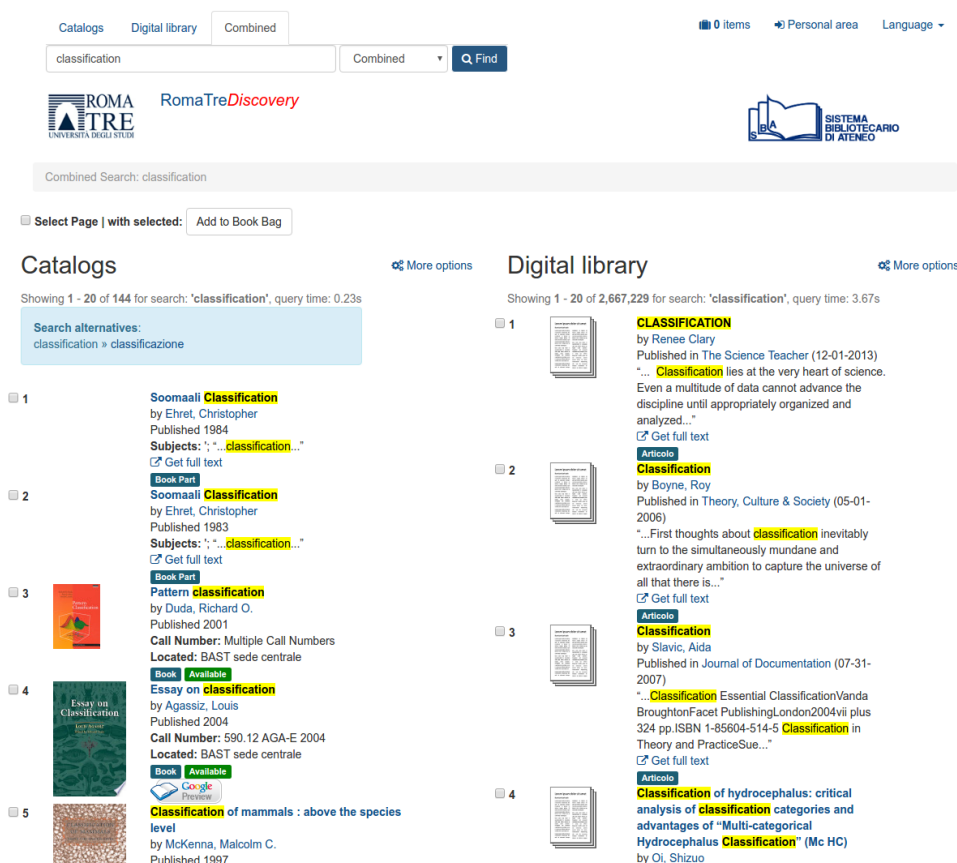 Catalogs Digital library Combined
0 items Personal area Language
classification Combined Find
ROMA TRE
UNIVERSITÀ DEGLI STUDI
RomaTreDiscovery
SBA SISTEMA BIBLIOTECARIO DI ATENEO
Combined Search: classification
Select Page | with selected: Add to Book Bag
Catalogs
More options
Showing 1 - 20 of 144 for search: 'classification', query time: 0.23s
Search alternatives:
classification » classificazione
1
Soomaali Classification
by Ehret, Christopher
Published 1984
Subjects: '; "...classification..."
Get full text
Book Part
2
Soomaali Classification
by Ehret, Christopher
Published 1983
Subjects: '; "...classification..."
Get full text
Book Part
3
Pattern
Classification
Pattern classification
by Duda, Richard O.
Published 2001
Call Number: Multiple Call Numbers
Located: BAST sede centrale
Book Available
4
Essay on
Classification
Essay on classification
by Agassiz, Louis
Published 2004
Call Number: 590.12 AGA-E 2004
Located: BAST sede centrale
Book Available
Google
Preview
5
Classification of mammals : above the species
level
by McKenna, Malcolm C.
Published 1997
Digital library
More options
Showing 1 - 20 of 2,667,229 for search: 'classification', query time: 3.67s
1
CLASSIFICATION
by Renee Clary
Published in The Science Teacher (12-01-2013)
"... Classification lies at the very heart of science.
Even a multitude of data cannot advance the
discipline until appropriately organized and
analyzed..."
Get full text
Articolo
2
Classification
by Boyne, Roy
Published in Theory, Culture & Society (05-01-
2006)
"...First thoughts about classification inevitably
turn to the simultaneously mundane and
extraordinary ambition to capture the universe of
all that there is..."
Get full text
Articolo
3
Classification
by Slavic, Aida
Published in Journal of Documentation (07-31-
2007)
"...Classification Essential ClassificationVanda
BroughtonFacet PublishingLondon2004vii plus
324 pp.ISBN 1-85604-514-5 Classification in
Theory and PracticeSue..."
Get full text
Articolo
4
Classification of hydrocephalus: critical
analysis of classification categories and
advantages of "Multi-categorical
Hydrocephalus Classification" (Mc HC)
by Oi, Shizuo